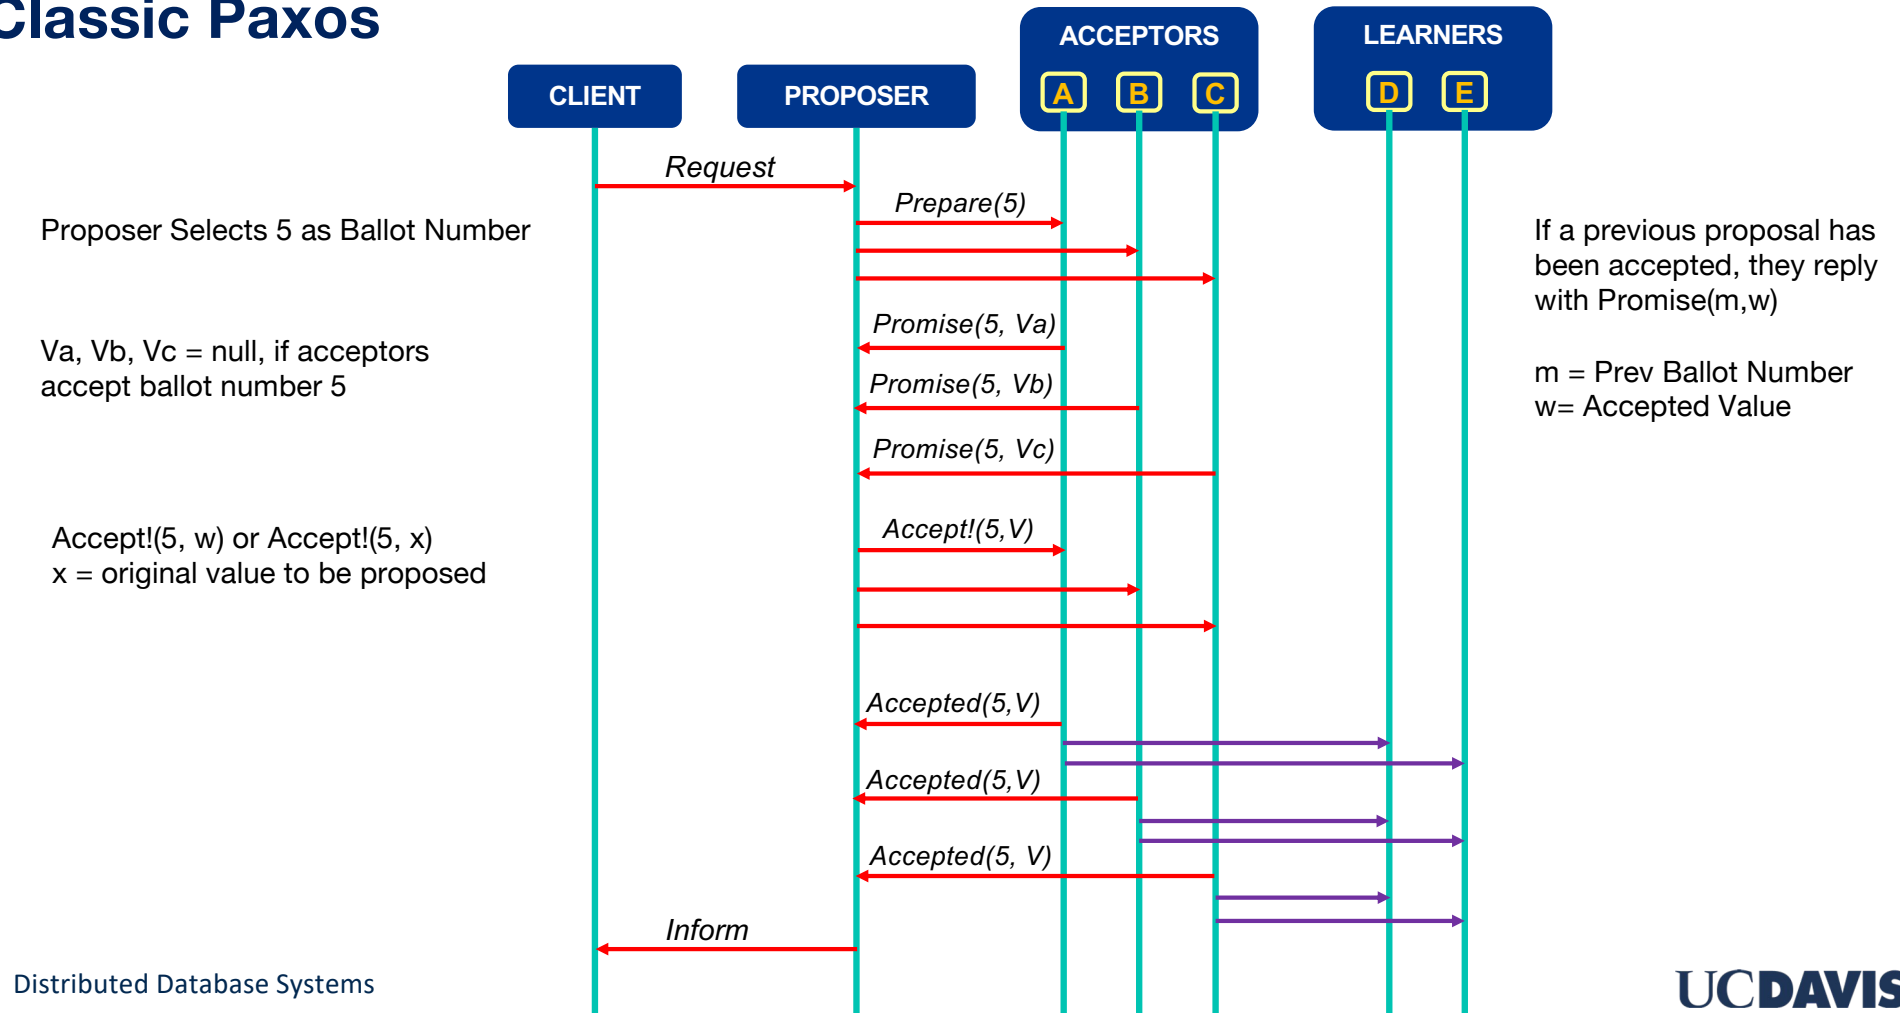 Classic Paxos
ACCEPTORS
LEARNERS
CLIENT
PROPOSER
A
B
C
D
E
Request
Prepare(5)
Proposer Selects 5 as Ballot Number
If a previous proposal has
been accepted, they reply
with Promise(m,w)
Promise(5, Va)
Va, Vb, Vc = null, if acceptors
accept ballot number 5
m = Prev Ballot Number
w= Accepted Value
Promise(5, Vb)
Promise(5, Vc)
Accept!(5,V)
Accept!(5, w) or Accept!(5, x)
x = original value to be proposed
Accepted(5,V)
Accepted(5,V)
Accepted(5, V)
Inform
Distributed Database Systems
UCDAVIS